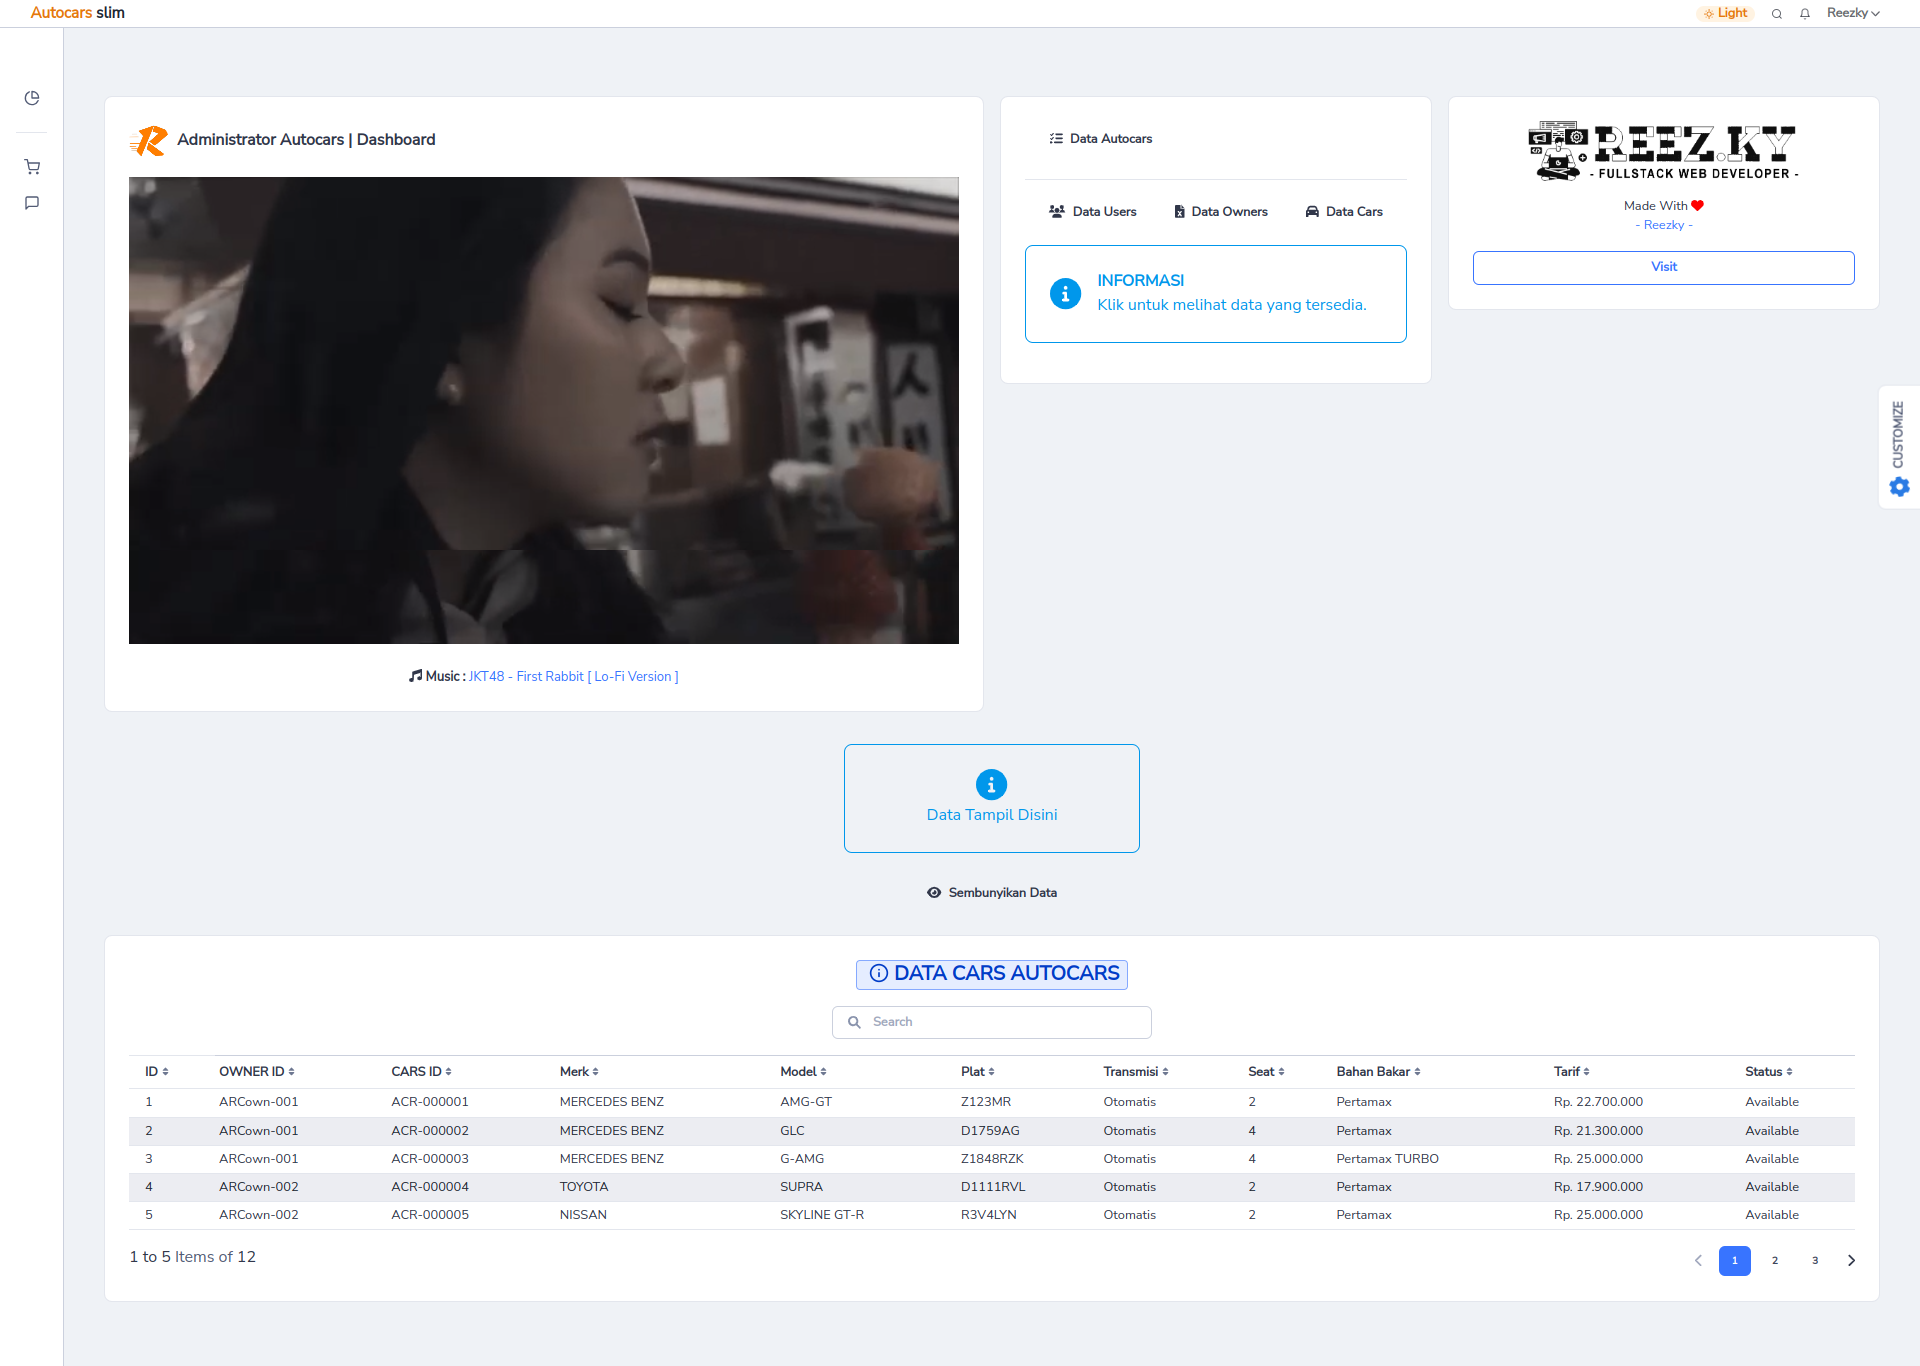 Autocars slim
Light
Reezky
Administrator Autocars | Dashboard
Music : JKT48 - First Rabbit [ Lo-Fi Version ]
Data Autocars
Data Users Data Owners Data Cars
INFORMASI
Klik untuk melihat data yang tersedia.
REEZ.KY
- FULLSTACK WEB DEVELOPER -
Made With
- Reezky -
Visit
CUSTOMIZE
Data Tampil Disini
Sembunyikan Data
DATA CARS AUTOCARS
Search
ID OWNER ID CARS ID Merk Model Plat Transmisi Seat Bahan Bakar Tarif Status
1 ARCown-001 ACR-000001 MERCEDES BENZ AMG-GT Z123MR Otomatis 2 Pertamax Rp. 22.700.000 Available
2 ARCown-001 ACR-000002 MERCEDES BENZ GLC D1759AG Otomatis 4 Pertamax Rp. 21.300.000 Available
3 ARCown-001 ACR-000003 MERCEDES BENZ G-AMG Z1848RZK Otomatis 4 Pertamax TURBO Rp. 25.000.000 Available
4 ARCown-002 ACR-000004 TOYOTA SUPRA D1111RVL Otomatis 2 Pertamax Rp. 17.900.000 Available
5 ARCown-002 ACR-000005 NISSAN SKYLINE GT-R R3V4LYN Otomatis 2 Pertamax Rp. 25.000.000 Available
1 to 5 Items of 12
1 2 3